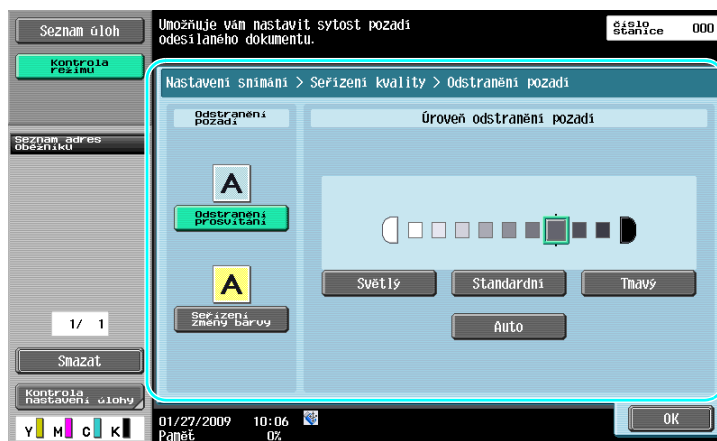 Seznam úloh
Umožňuje vám nastavit sytost pozadí
odesílaného dokumentu.
číslo
stanice 000
Kontrola
režimu
Nastavení snímání > Seřízení kvality > Odstranění pozadí
Odstranění
pozadí
Úroveň odstranění pozadí
Seznam adres
oběžníku
A
Odstranění
prosvítání
A
Seřízení
změny barvy
Světlý
Standardní
Tmavý
Auto
1/ 1
Smazat
Kontrola
nastavení úlohy
Y M C K
01/27/2009 10:06
Paměť 0%
OK